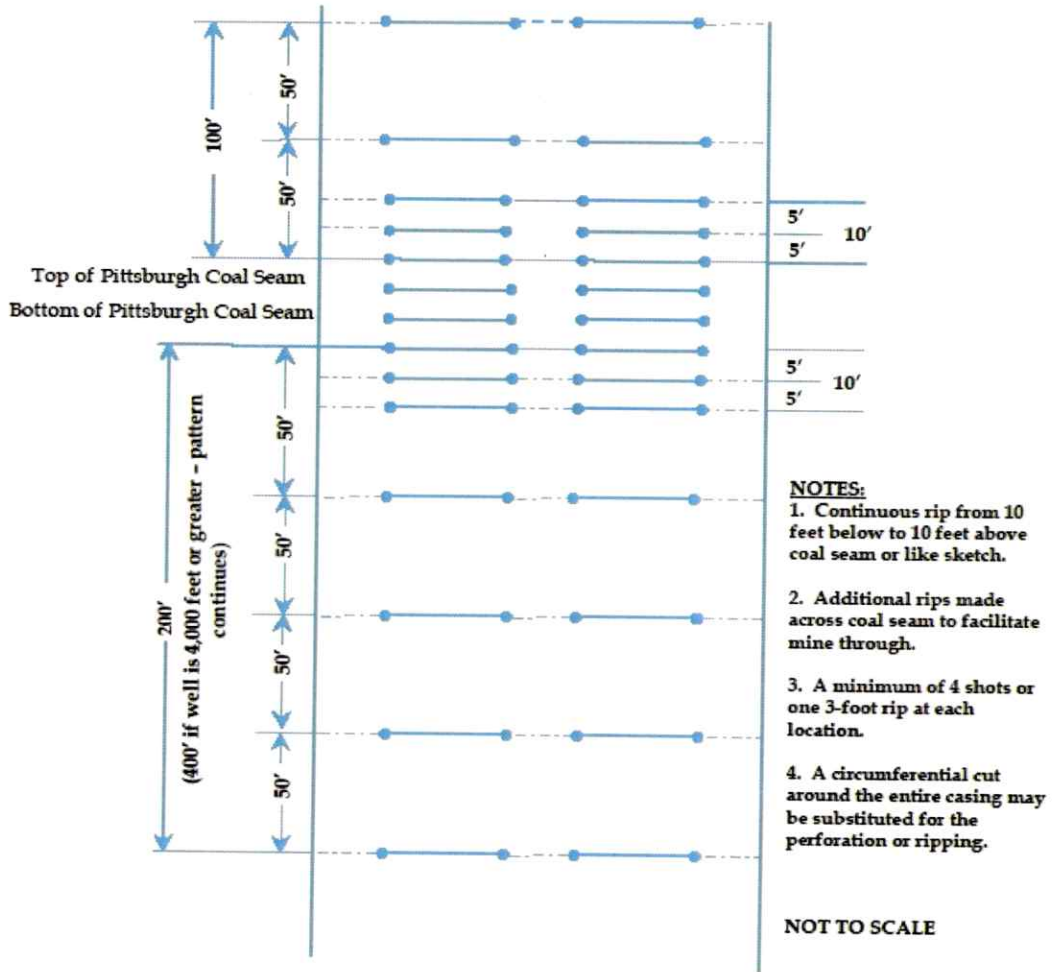 100′
50′
50′
5′
10′
5′
Top of Pittsburgh Coal Seam
Bottom of Pittsburgh Coal Seam
5′
10′
5′
200′
(400′ if well is 4,000 feet or greater – pattern
continues)
50′
50′
50′
50′
NOTES:
1. Continuous rip from 10
feet below to 10 feet above
coal seam or like sketch.
2. Additional rips made
across coal seam to facilitate
mine through.
3. A minimum of 4 shots or
one 3-foot rip at each
location.
4. A circumferential cut
around the entire casing may
be substituted for the
perforation or ripping.
NOT TO SCALE